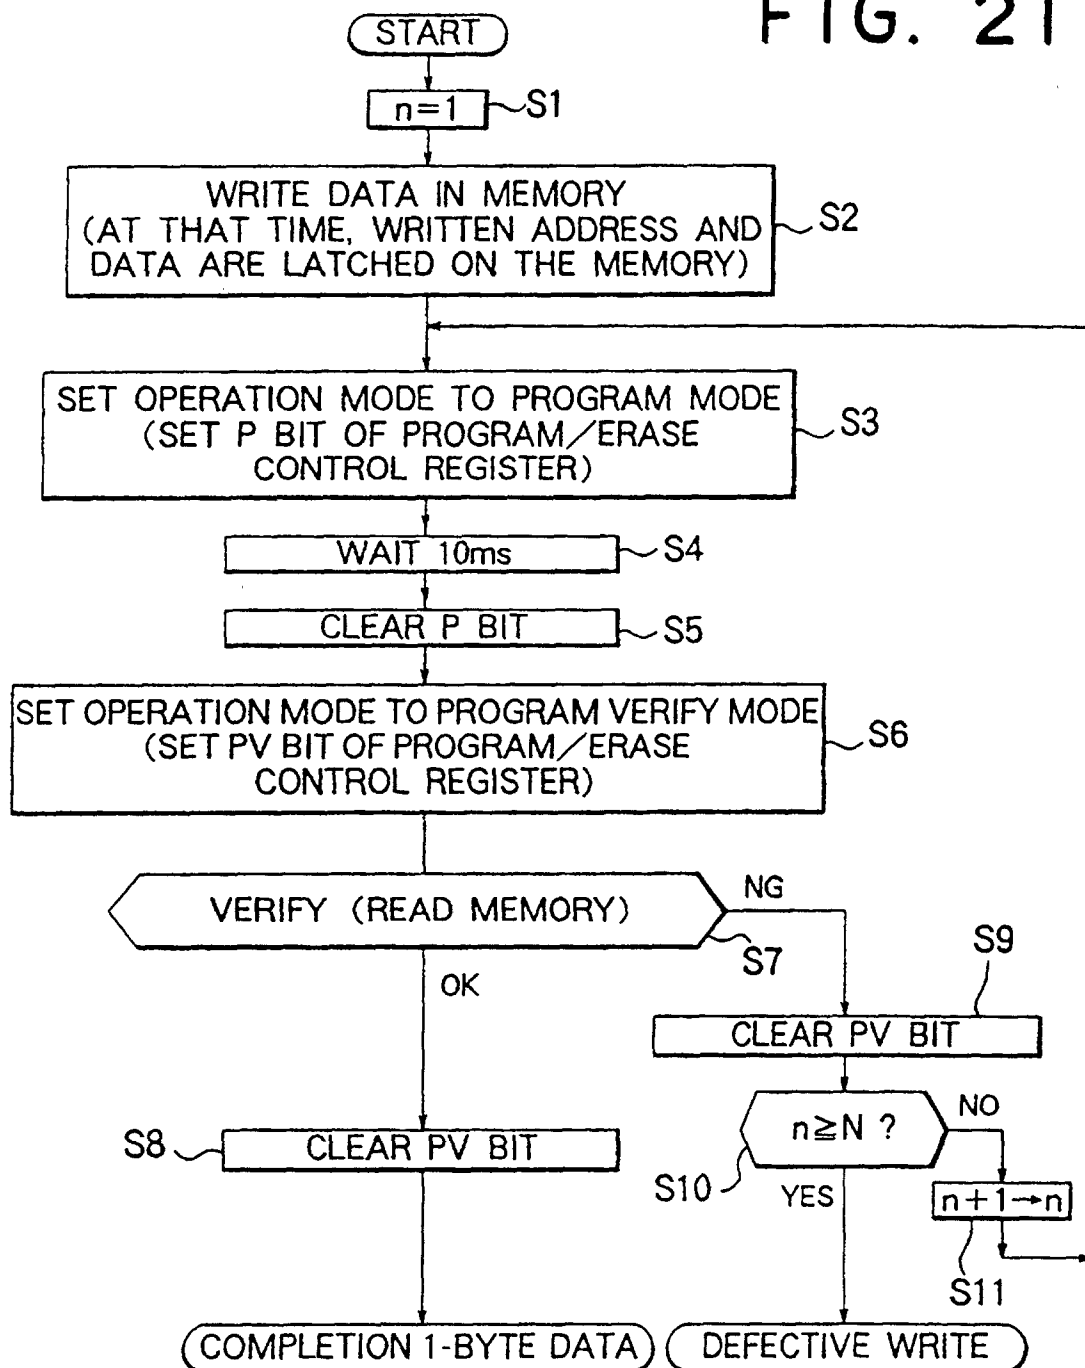 FIG. 21
START
n=1
S1
WRITE DATA IN MEMORY
(AT THAT TIME, WRITTEN ADDRESS AND
DATA ARE LATCHED ON THE MEMORY)
S2
SET OPERATION MODE TO PROGRAM MODE
(SET P BIT OF PROGRAM/ERASE
CONTROL REGISTER)
S3
WAIT 10ms
S4
CLEAR P BIT
S5
SET OPERATION MODE TO PROGRAM VERIFY MODE
(SET PV BIT OF PROGRAM/ERASE
CONTROL REGISTER)
S6
VERIFY (READ MEMORY)
NG
S7
OK
S9
CLEAR PV BIT
n≧N ?
NO
S8
CLEAR PV BIT
S10
YES
n+1→n
S11
COMPLETION 1-BYTE DATA
DEFECTIVE WRITE